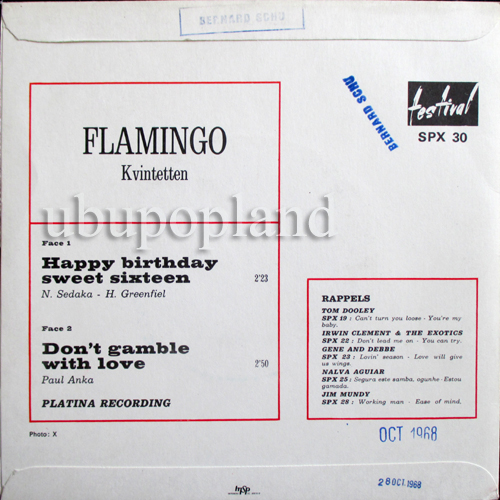 BERNARD SCHU
BERNARD SCHU
festival
SPX 30
FLAMINGO
Kvintetten
ubupopland
Face 1
Happy birthday
sweet sixteen 2'23
N. Sedaka - H. Greenfiel
Face 2
Don't gamble
with love 2'50
Paul Anka
PLATINA RECORDING
RAPPELS
TOM DOOLEY
SPX 19 : Can't turn you loose - You're my
baby.
IRWIN CLEMENT & THE EXOTICS
SPX 22 : Don't lead me on - You can try.
GENE AND DEBBE
SPX 23 : Lovin' season - Love will give
us wings.
NALVA AGUIAR
SPX 25 : Segura este samba, ogunhe - Estou
gamada.
JIM MUNDY
SPX 28 : Working man - Ease of mind.
Photo : X
OCT 1968
28 OCT. 1968